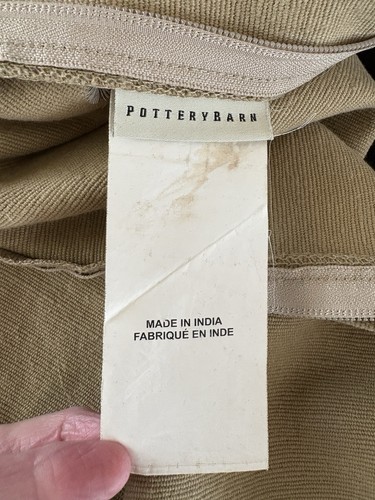 POTTERYBARN
MADE IN INDIA
FABRIQUÉ EN INDE